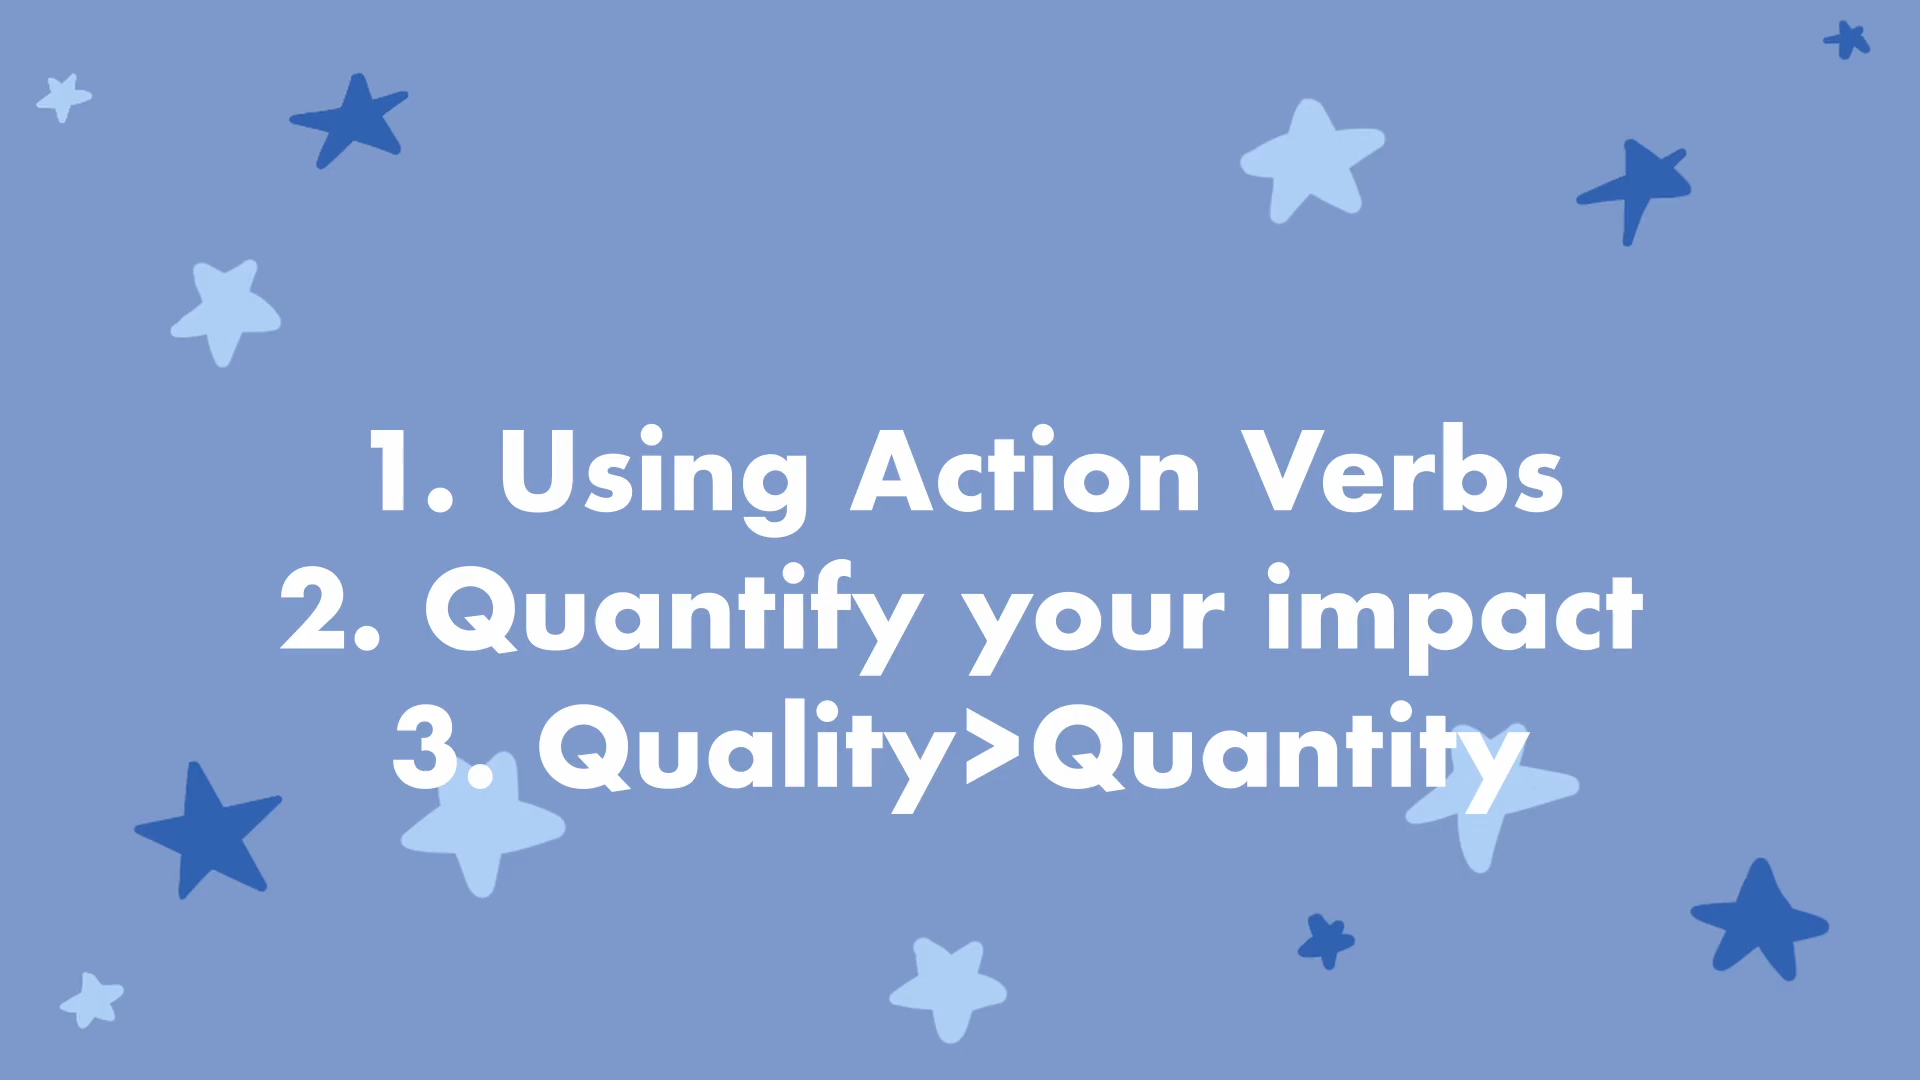 1. Using Action Verbs
2. Quantify your impact
3. Quality>Quantity